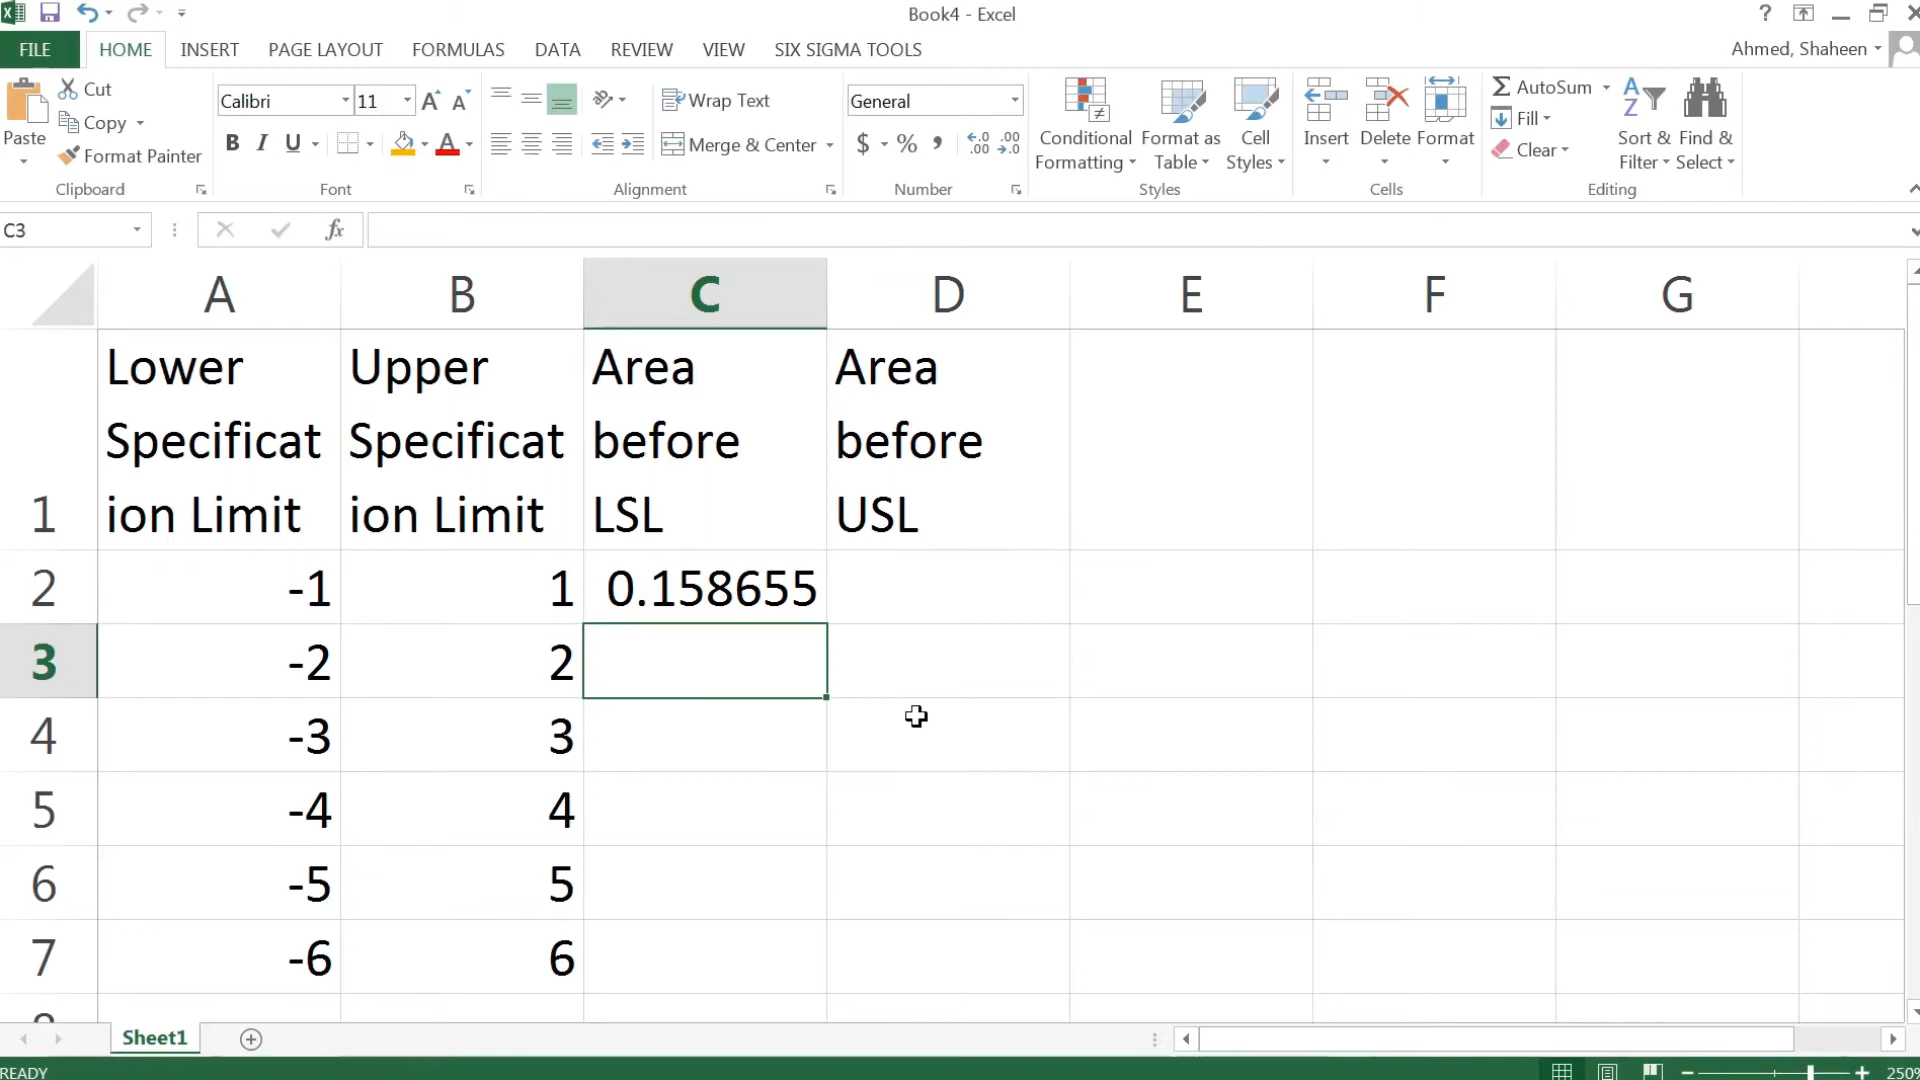 Book4 - Excel
?
FILE HOME INSERT PAGE LAYOUT FORMULAS DATA REVIEW VIEW SIX SIGMA TOOLS Ahmed, Shaheen
Paste
Cut
Copy
Format Painter
Clipboard
Calibri 11
B I U
Font
Wrap Text
Merge & Center
Alignment
General
$ % ,
Number
Conditional
Formatting
Format as
Table
Cell
Styles
Styles
Insert
Delete
Format
Cells
AutoSum
Fill
Clear
Sort &
Filter
Find &
Select
Editing
C3
fx
A B C D E F G
1
Lower
Specificat
ion Limit
Upper
Specificat
ion Limit
Area
before
LSL
Area
before
USL
2 -1 1 0.158655
3 -2 2
4 -3 3
5 -4 4
6 -5 5
7 -6 6
Sheet1
READY
250%